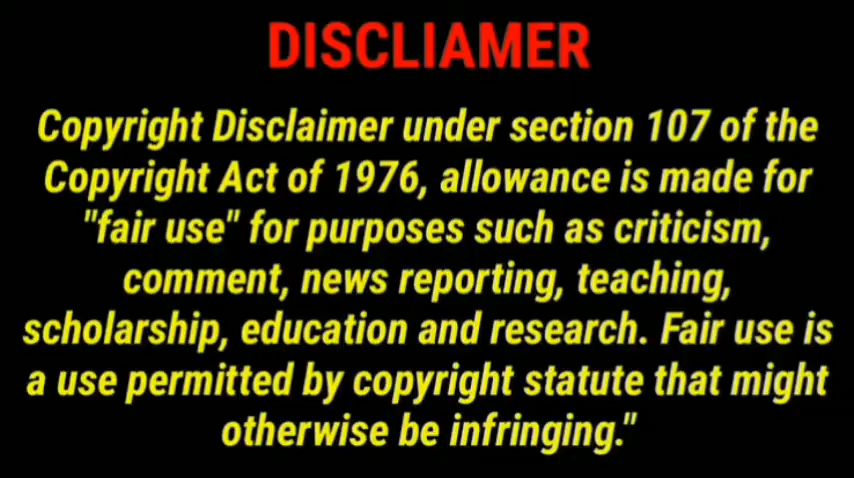 DISCLIAMER
Copyright Disclaimer under section 107 of the
Copyright Act of 1976, allowance is made for
"fair use" for purposes such as criticism,
comment, news reporting, teaching,
scholarship, education and research. Fair use is
a use permitted by copyright statute that might
otherwise be infringing."